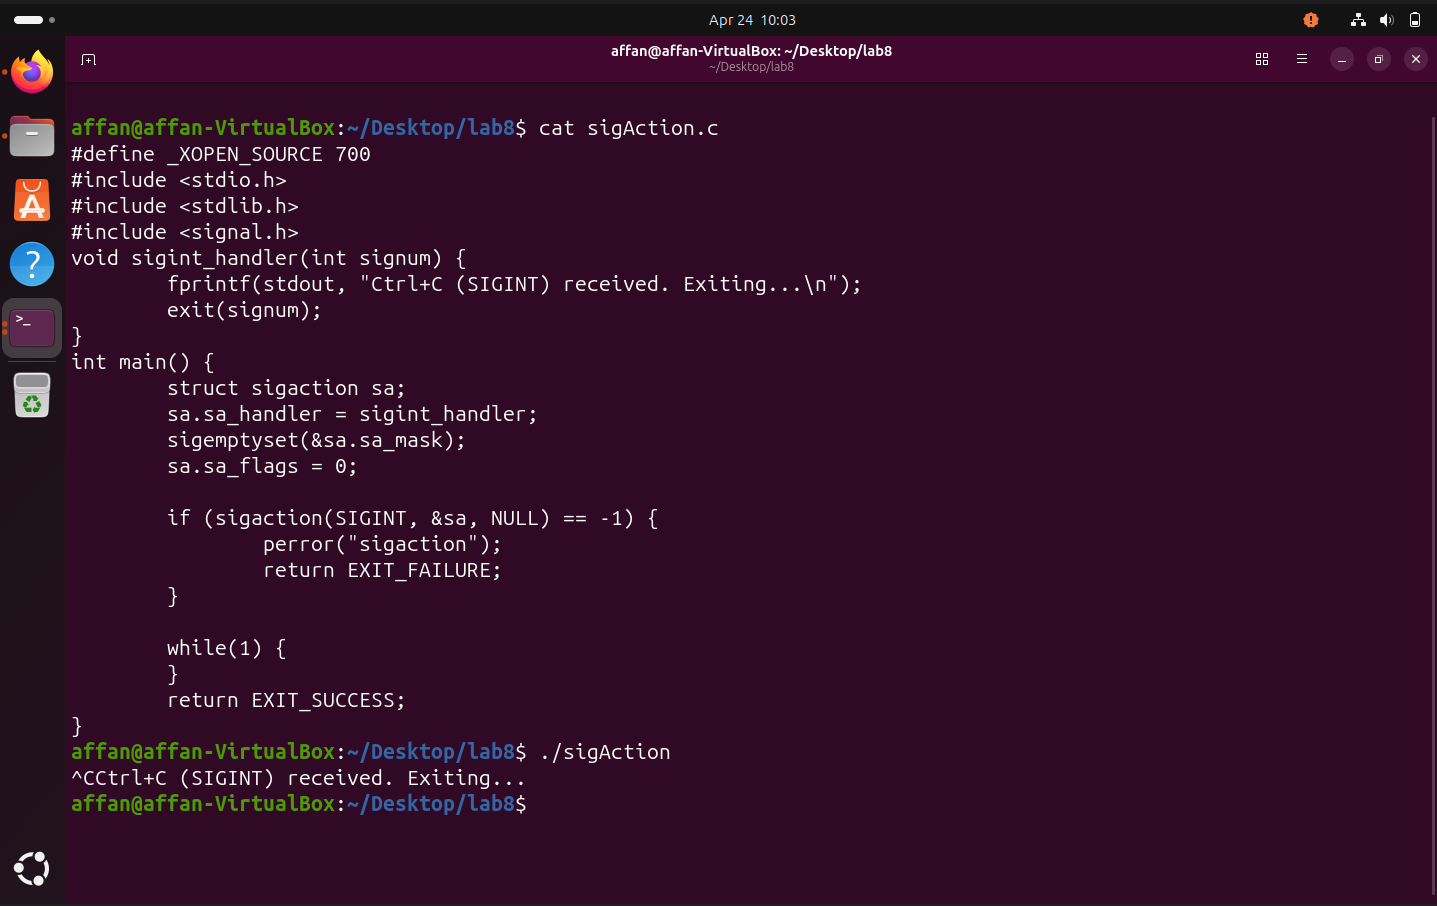 Apr 24 10:03
affan@affan-VirtualBox: ~/Desktop/lab8
~/Desktop/lab8
affan@affan-VirtualBox:~/Desktop/lab8$ cat sigAction.c
#define _XOPEN_SOURCE 700
#include <stdio.h>
#include <stdlib.h>
#include <signal.h>
void sigint_handler(int signum) {
        fprintf(stdout, "Ctrl+C (SIGINT) received. Exiting...\n");
        exit(signum);
}
int main() {
        struct sigaction sa;
        sa.sa_handler = sigint_handler;
        sigemptyset(&sa.sa_mask);
        sa.sa_flags = 0;

        if (sigaction(SIGINT, &sa, NULL) == -1) {
                perror("sigaction");
                return EXIT_FAILURE;
        }

        while(1) {
        }
        return EXIT_SUCCESS;
}
affan@affan-VirtualBox:~/Desktop/lab8$ ./sigAction
^CCtrl+C (SIGINT) received. Exiting...
affan@affan-VirtualBox:~/Desktop/lab8$